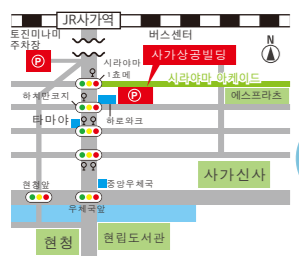 JR사가역
토진미나미
주차장
버스센터
N
P
시라야마
1쵸메
사가상공빌딩
시라야마 아케이드
하치만코지
P
에스프라츠
타마야
하로와크
사가신사
현청앞
중앙우체국
우체국앞
현청
현립도서관